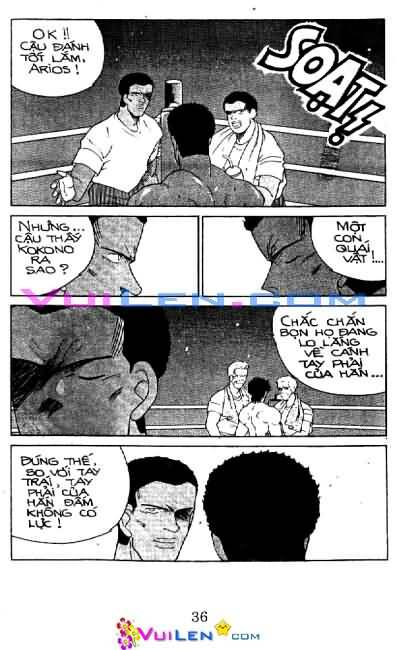 OK!!
CẬU ĐÁNH
TỐT LẮM,
ARIOS!
SOẠT!!
NHƯNG...
CẬU THẤY
KOKONO
RA
SAO?
MỘT
CON
QUÁI
VẬT!...
VUILEN.COM
CHẮC CHẮN
BỌN HỌ ĐANG
LO LẮNG
VỀ CÁNH
TAY PHẢI
CỦA HẮN...
ĐÚNG THẾ,
SO VỚI TAY
TRÁI, TAY
PHẢI CỦA
HẮN ĐẤM
KHÔNG CÓ
LỰC!
36
VUILEN.COM